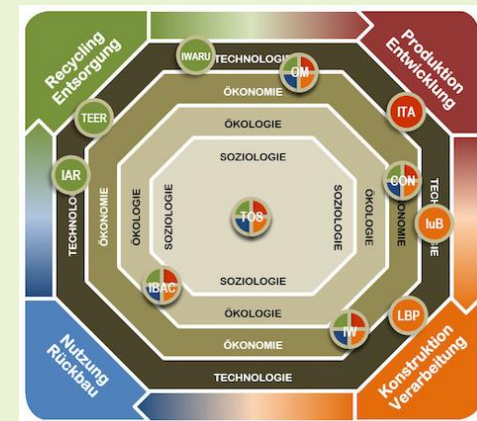 Recycling
Entsorgung
Produktion
Entwicklung
IWARU
TECHNOLOGIE
OM
ÖKONOMIE
TEER
ITA
ÖKOLOGIE
SOZIOLOGIE
IAR
CON
TECHNOLOGIE
ÖKONOMIE
ÖKOLOGIE
SOZIOLOGIE
TOS
SOZIOLOGIE
ÖKOLOGIE
ÖKONOMIE
TECHNOLOGIE
IuB
SOZIOLOGIE
IBAC
ÖKOLOGIE
LBP
IW
ÖKONOMIE
TECHNOLOGIE
Nutzung
Rückbau
Konstruktion
Verarbeitung